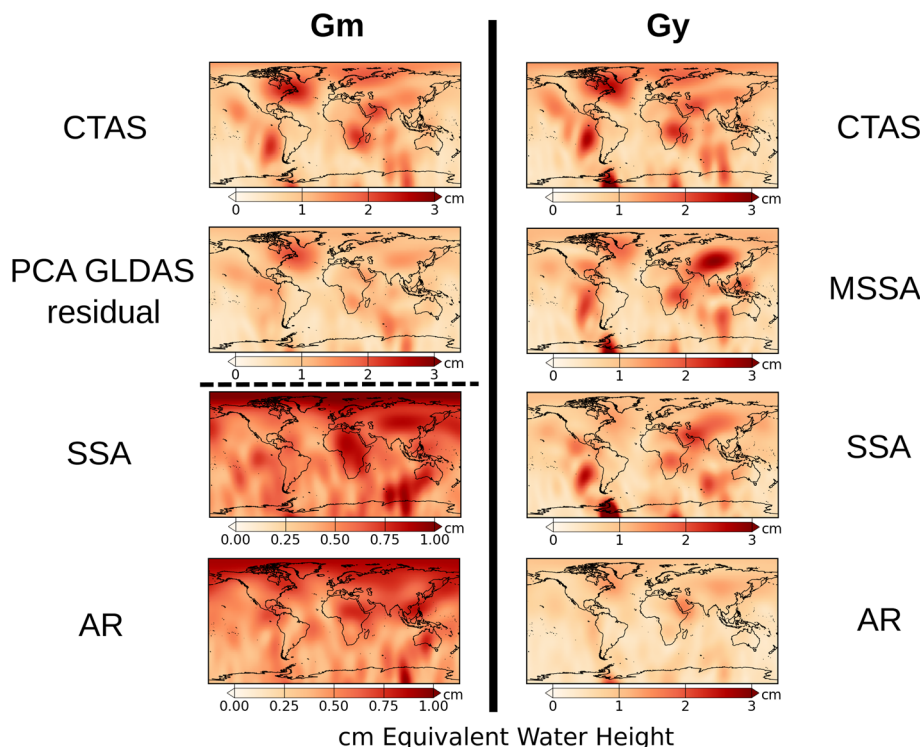 Gm
Gy
CTAS
CTAS
0 1 2 3 cm
0 1 2 3 cm
PCA GLDAS
residual
MSSA
0 1 2 3 cm
0 1 2 3 cm
SSA
SSA
0.00 0.25 0.50 0.75 1.00 cm
0 1 2 3 cm
AR
AR
0.00 0.25 0.50 0.75 1.00 cm
0 1 2 3 cm
cm Equivalent Water Height